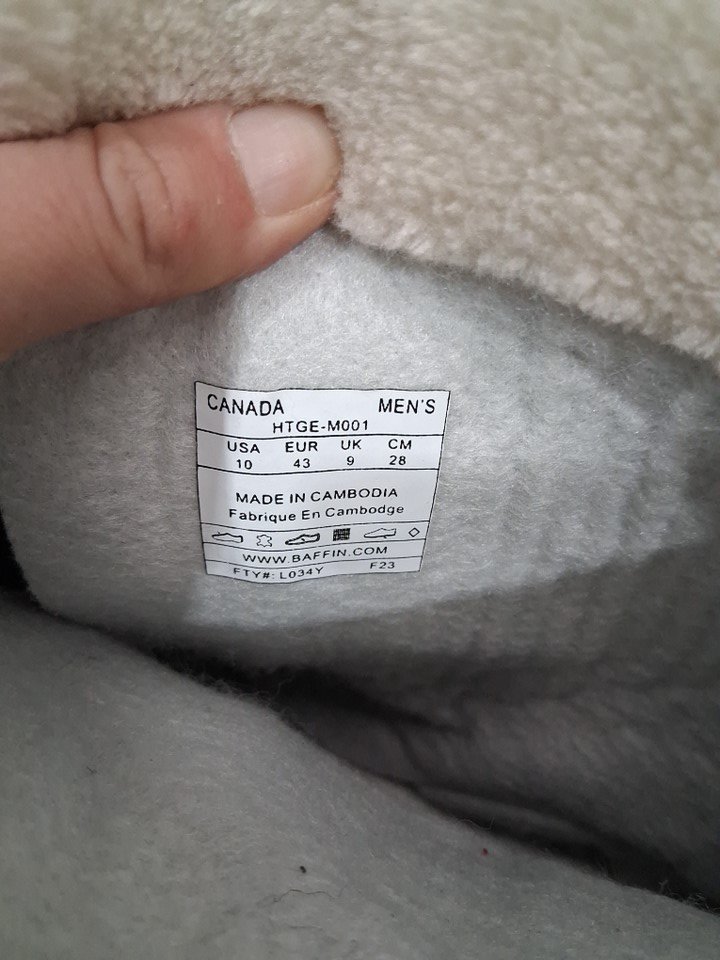 CANADA MEN'S
HTGE-M001
USA EUR UK CM
10 43 9 28
MADE IN CAMBODIA
Fabrique En Cambodge
WWW.BAFFIN.COM
FTY#: L034Y F23